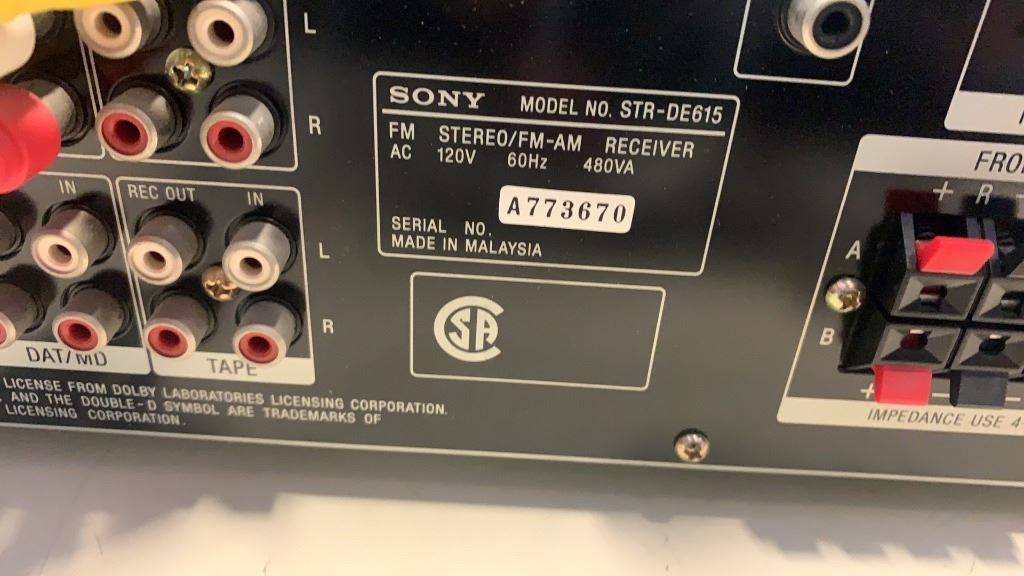 L
R
IN
REC OUT IN
L
R
DAT/MD
TAPE
LICENSE FROM DOLBY LABORATORIES LICENSING CORPORATION.
AND THE DOUBLE-D SYMBOL ARE TRADEMARKS OF
LICENSING CORPORATION.
SONY MODEL NO. STR-DE615
FM STEREO/FM-AM RECEIVER
AC 120V 60Hz 480VA
A773670
SERIAL NO.
MADE IN MALAYSIA
CSA
+ R
A
B
+ −
IMPEDANCE USE